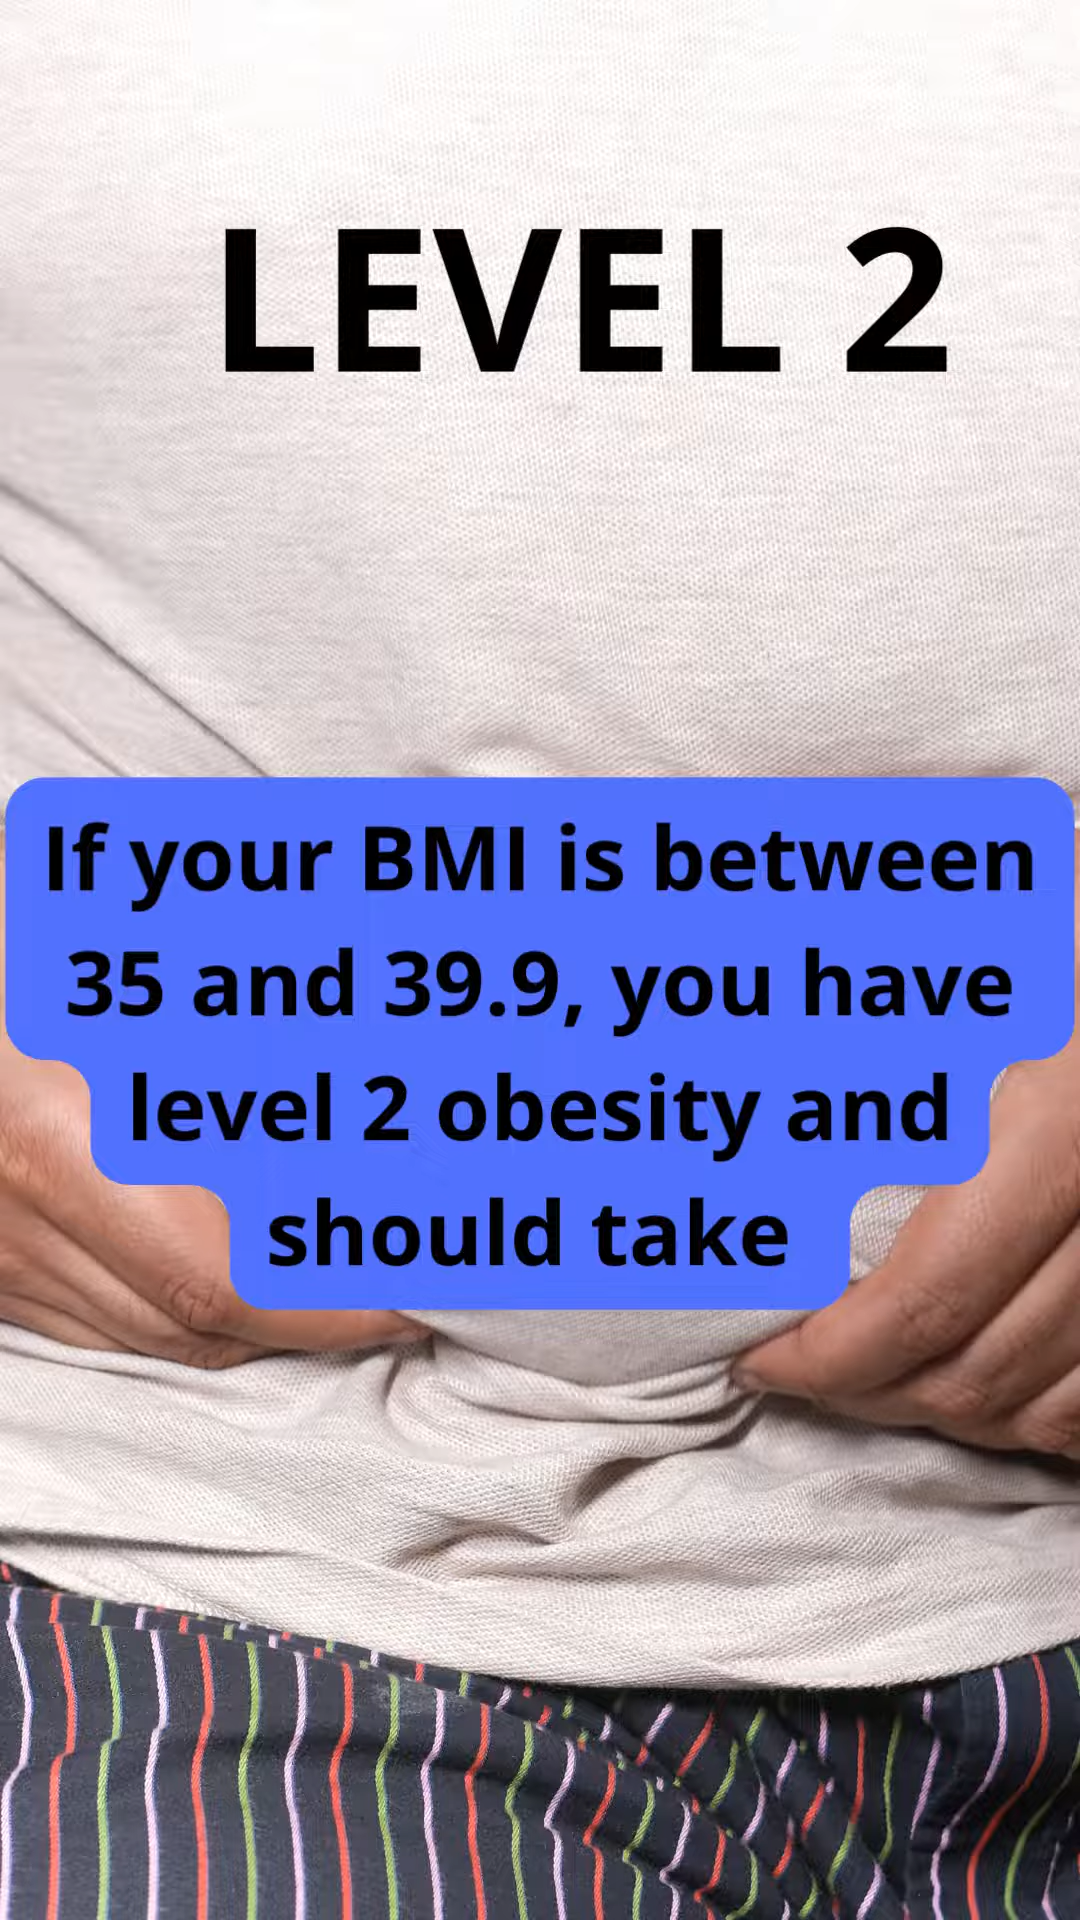 LEVEL 2
If your BMI is between
35 and 39.9, you have
level 2 obesity and
should take